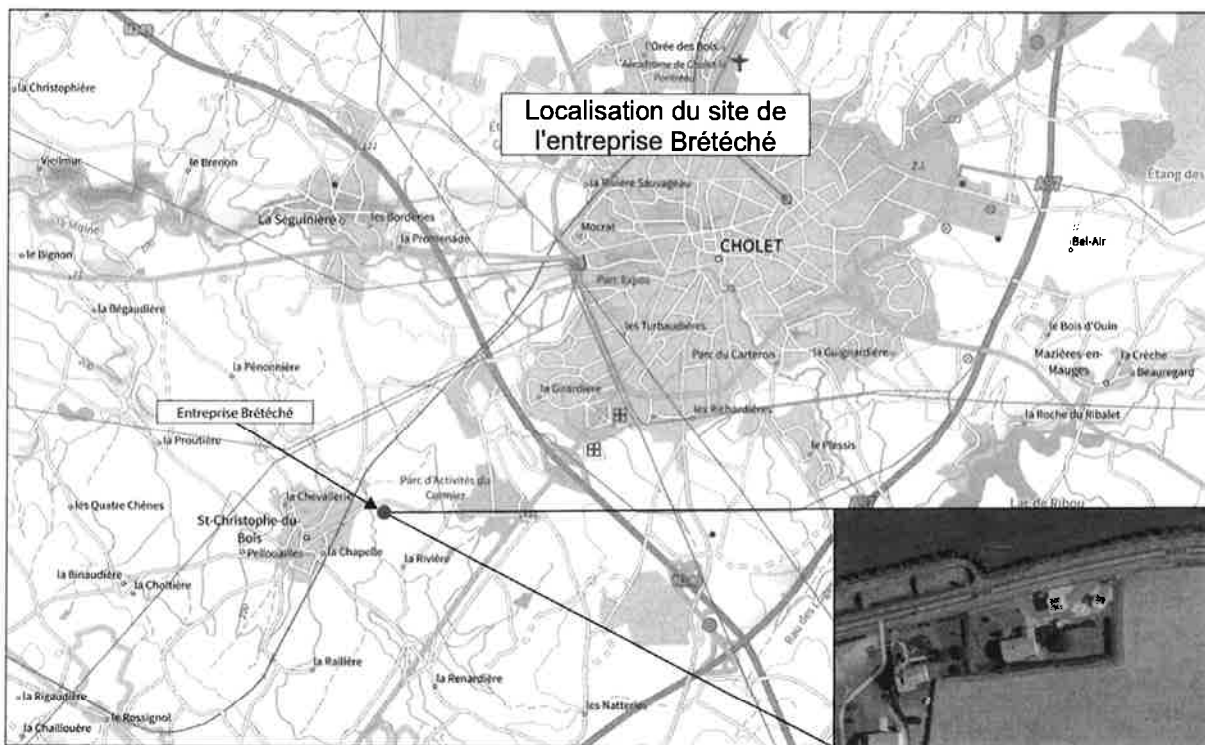 l'Orée des Bois
Aérodrome de Cholet-le
Pontreau
la Christophière
Localisation du site de
l'entreprise Brétéché
Vieilmur
le Brenon
Étang des
la Rivière Sauvageau
La Séguinière
les Borderies
la Promenade
Mocrat
CHOLET
Bel-Air
le Bignon
Parc Expos
la Bégaudière
les Turbaudières
le Bois d'Ouin
Parc du Carteron
la Guignardière
Mazières-en-
Mauges
la Crèche
Beauregard
la Pénonnière
la Girardière
Entreprise Brétéché
les Richardières
la Roche du Ribalet
la Proutière
le Plessis
Parc d'Activités du
Cormier
la Chevallerie
les Quatre Chênes
Lac de Ribou
St-Christophe-du-
Bois
Pellouailles
la Chapelle
la Rivière
la Binaudière
la Choltière
la Raillière
la Renardière
la Rigaudière
le Rossignol
les Natteries
la Chaillouère